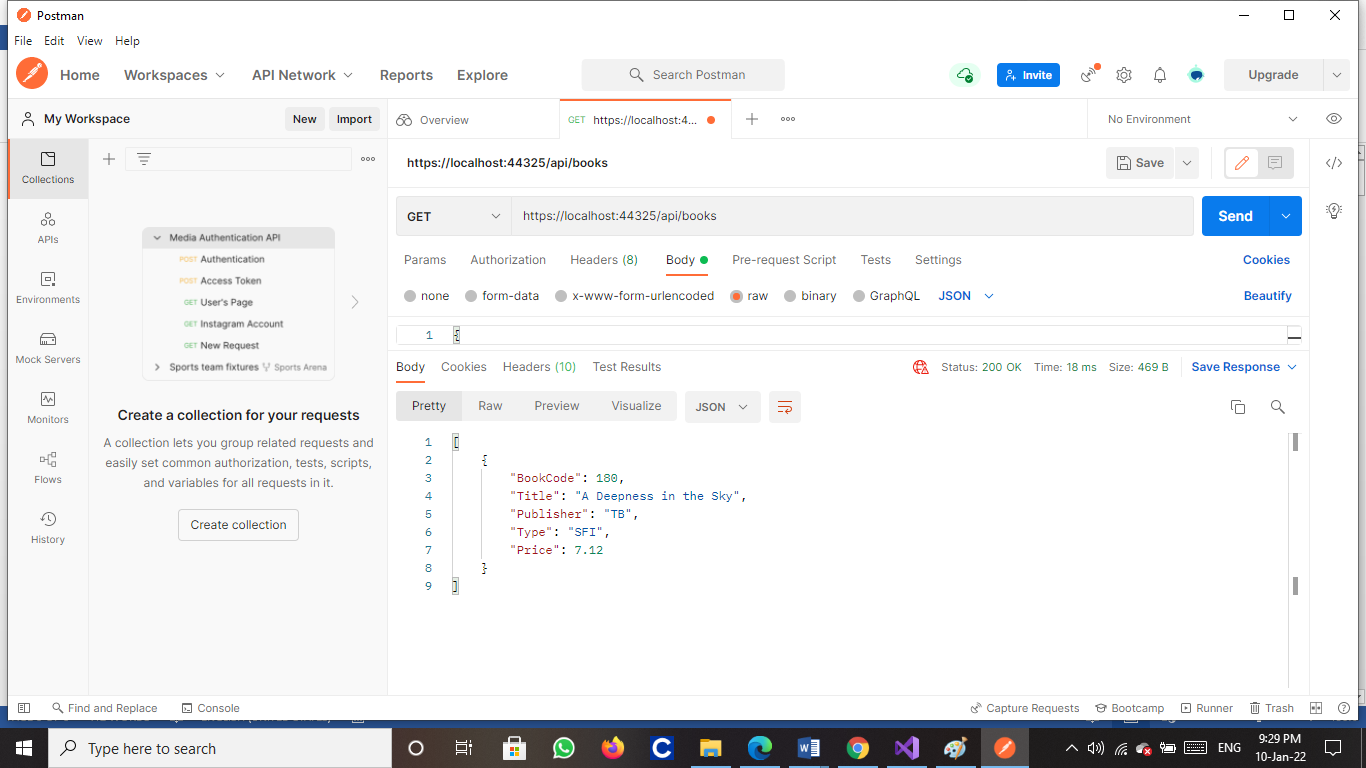 Postman
File Edit View Help
Home Workspaces API Network Reports Explore Search Postman Invite Upgrade
My Workspace New Import Overview GET https://localhost:4... No Environment
Collections
APIs
Environments
Mock Servers
Monitors
Flows
History
Media Authentication API
POST Authentication
POST Access Token
GET User's Page
GET Instagram Account
GET New Request
Sports team fixtures Sports Arena
Create a collection for your requests
A collection lets you group related requests and
easily set common authorization, tests, scripts,
and variables for all requests in it.
Create collection
https://localhost:44325/api/books Save
GET https://localhost:44325/api/books Send
Params Authorization Headers (8) Body Pre-request Script Tests Settings Cookies
none form-data x-www-form-urlencoded raw binary GraphQL JSON Beautify
1 {
Body Cookies Headers (10) Test Results Status: 200 OK Time: 18 ms Size: 469 B Save Response
Pretty Raw Preview Visualize JSON
1 [
2 {
3 "BookCode": 180,
4 "Title": "A Deepness in the Sky",
5 "Publisher": "TB",
6 "Type": "SFI",
7 "Price": 7.12
8 }
9 ]
Find and Replace Console Capture Requests Bootcamp Runner Trash
Type here to search ENG 9:29 PM
10-Jan-22